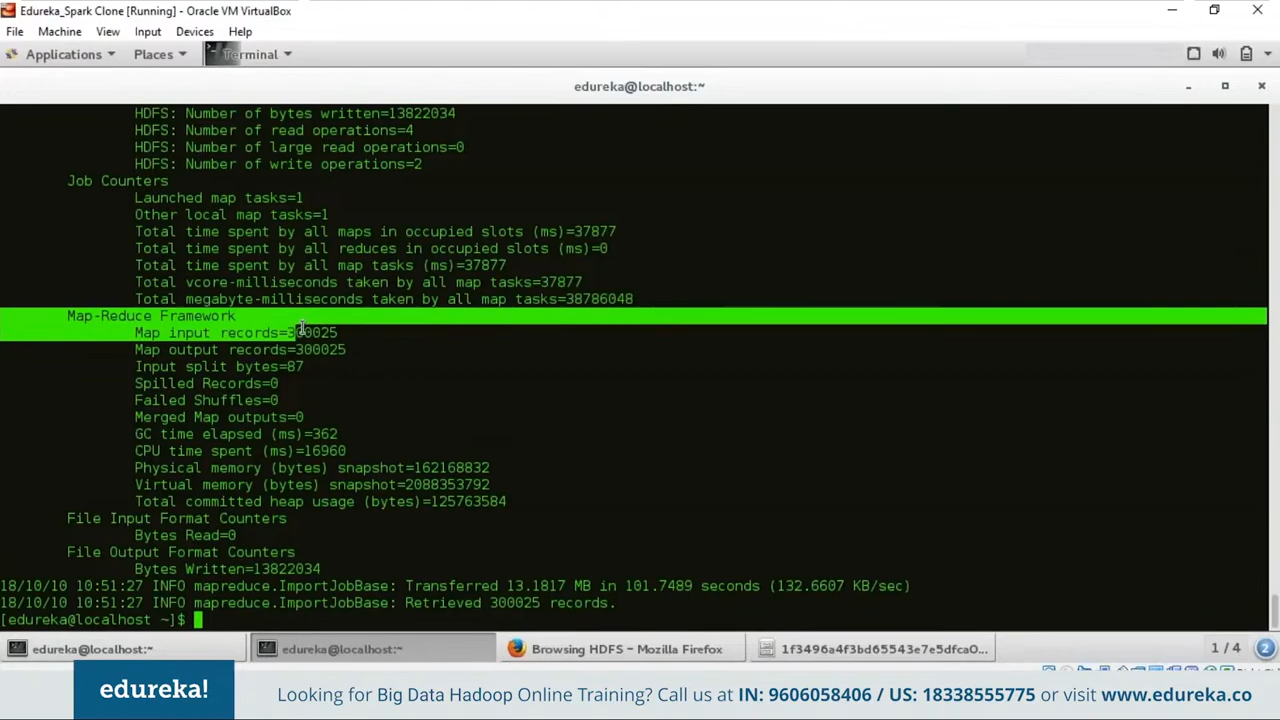 Edureka_Spark Clone [Running] - Oracle VM VirtualBox
File Machine View Input Devices Help
Applications Places Terminal
edureka@localhost:~
HDFS: Number of bytes written=13822034
HDFS: Number of read operations=4
HDFS: Number of large read operations=0
HDFS: Number of write operations=2
Job Counters
Launched map tasks=1
Other local map tasks=1
Total time spent by all maps in occupied slots (ms)=37877
Total time spent by all reduces in occupied slots (ms)=0
Total time spent by all map tasks (ms)=37877
Total vcore-milliseconds taken by all map tasks=37877
Total megabyte-milliseconds taken by all map tasks=38786048
Map-Reduce Framework
Map input records=300025
Map output records=300025
Input split bytes=87
Spilled Records=0
Failed Shuffles=0
Merged Map outputs=0
GC time elapsed (ms)=362
CPU time spent (ms)=16960
Physical memory (bytes) snapshot=162168832
Virtual memory (bytes) snapshot=2088353792
Total committed heap usage (bytes)=125763584
File Input Format Counters
Bytes Read=0
File Output Format Counters
Bytes Written=13822034
18/10/10 10:51:27 INFO mapreduce.ImportJobBase: Transferred 13.1817 MB in 101.7489 seconds (132.6607 KB/sec)
18/10/10 10:51:27 INFO mapreduce.ImportJobBase: Retrieved 300025 records.
[edureka@localhost ~]$
edureka@localhost:~ edureka@localhost:~ Browsing HDFS - Mozilla Firefox 1f3496a4f3bd65543e7e5dfca0... 1 / 4 2
edureka! Looking for Big Data Hadoop Online Training? Call us at IN: 9606058406 / US: 18338555775 or visit www.edureka.co